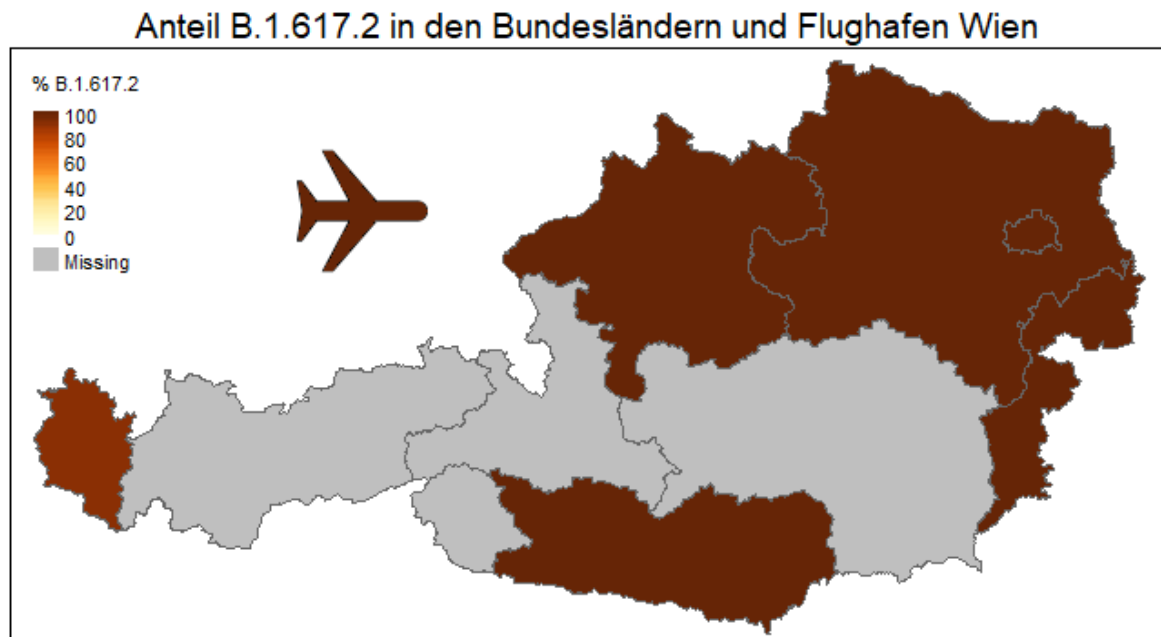 Anteil B.1.617.2 in den Bundesländern und Flughafen Wien
% B.1.617.2
100
80
60
40
20
0
Missing